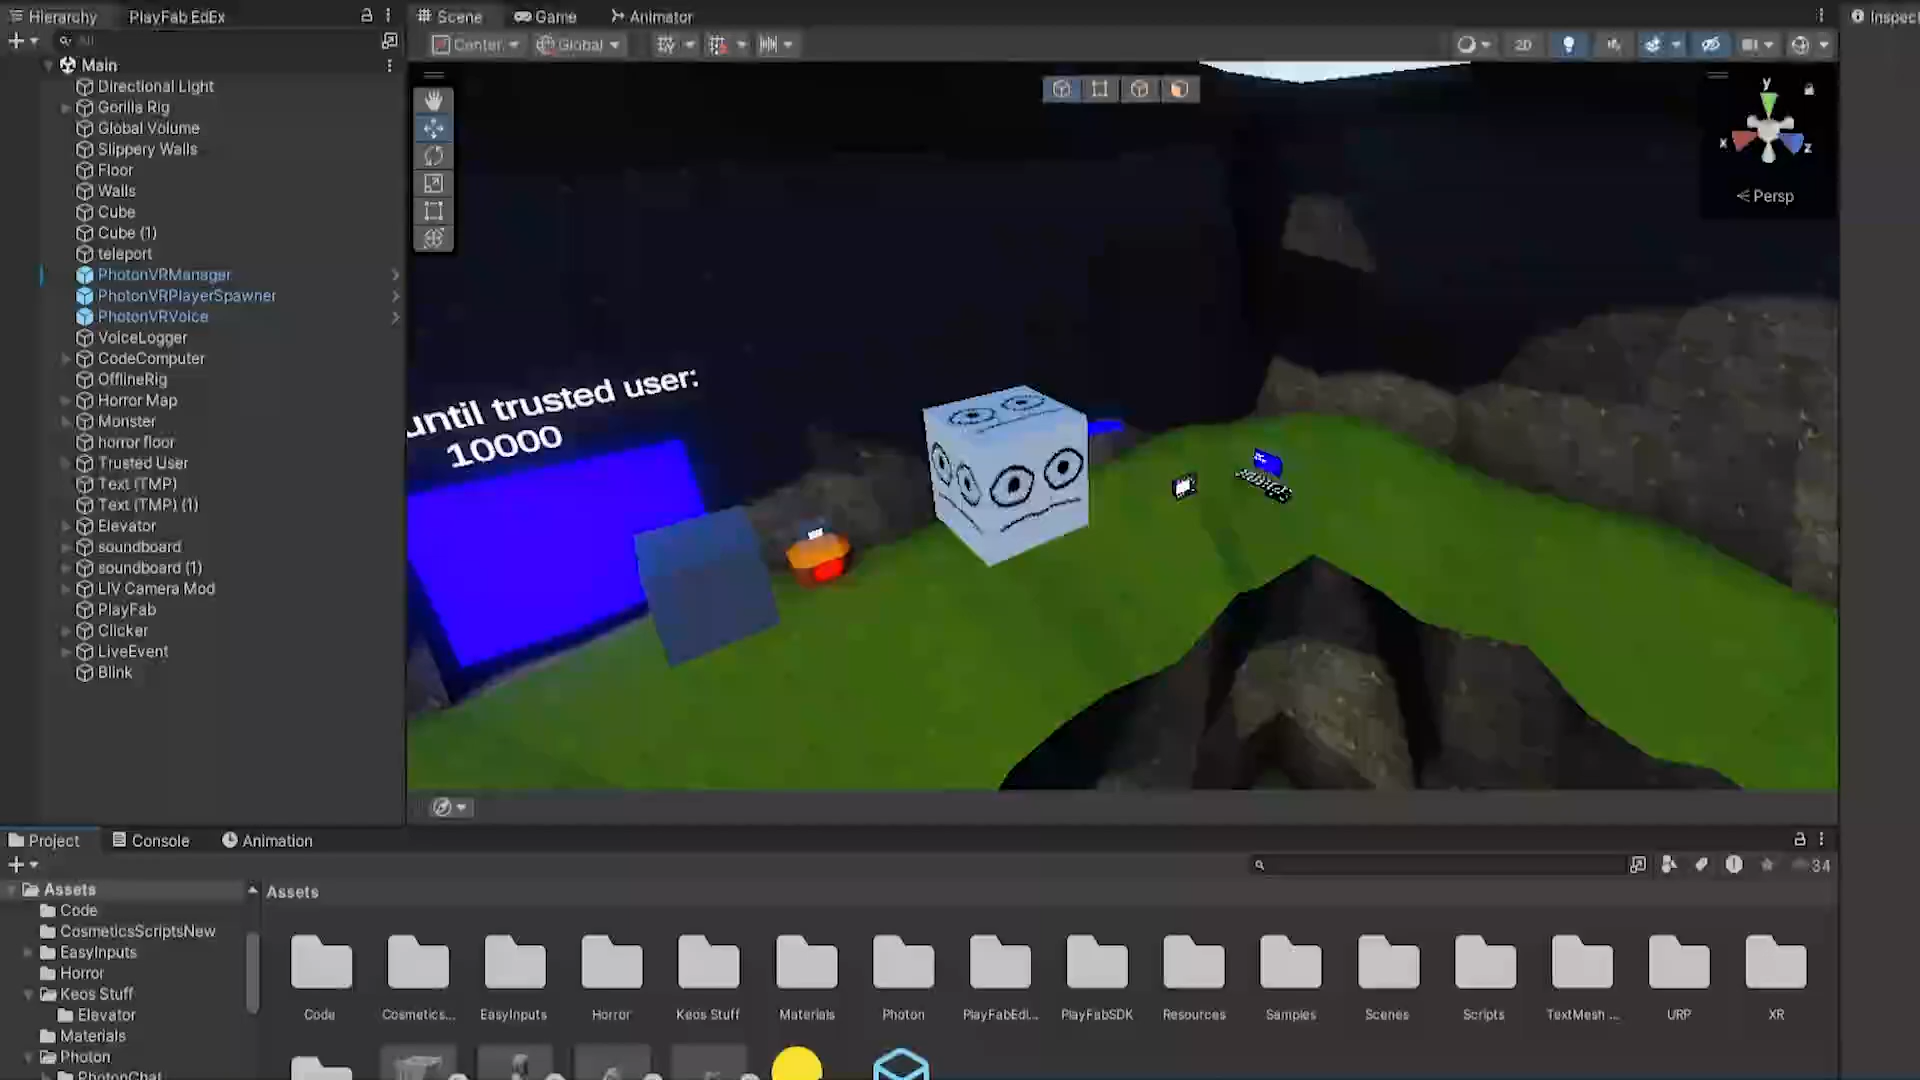 Hierarchy PlayFab EdEx Scene Game Animator Inspect
All Center Global 2D
Main
Directional Light
Gorilla Rig
Global Volume
Slippery Walls
Floor
Walls
Cube
Cube (1)
teleport
PhotonVRManager
PhotonVRPlayerSpawner
PhotonVRVoice
VoiceLogger
CodeComputer
OfflineRig
Horror Map
Monster
horror floor
Trusted User
Text (TMP)
Text (TMP) (1)
Elevator
soundboard
soundboard (1)
LIV Camera Mod
PlayFab
Clicker
LiveEvent
Blink
y
x
z
Persp
until trusted user:
10000
Project Console Animation
34
Assets
Code
CosmeticsScriptsNew
EasyInputs
Horror
Keos Stuff
Elevator
Materials
Photon
PhotonChat
Assets
Code Cosmetics... EasyInputs Horror Keos Stuff Materials Photon PlayFabEdi... PlayFabSDK Resources Samples Scenes Scripts TextMesh ... URP XR